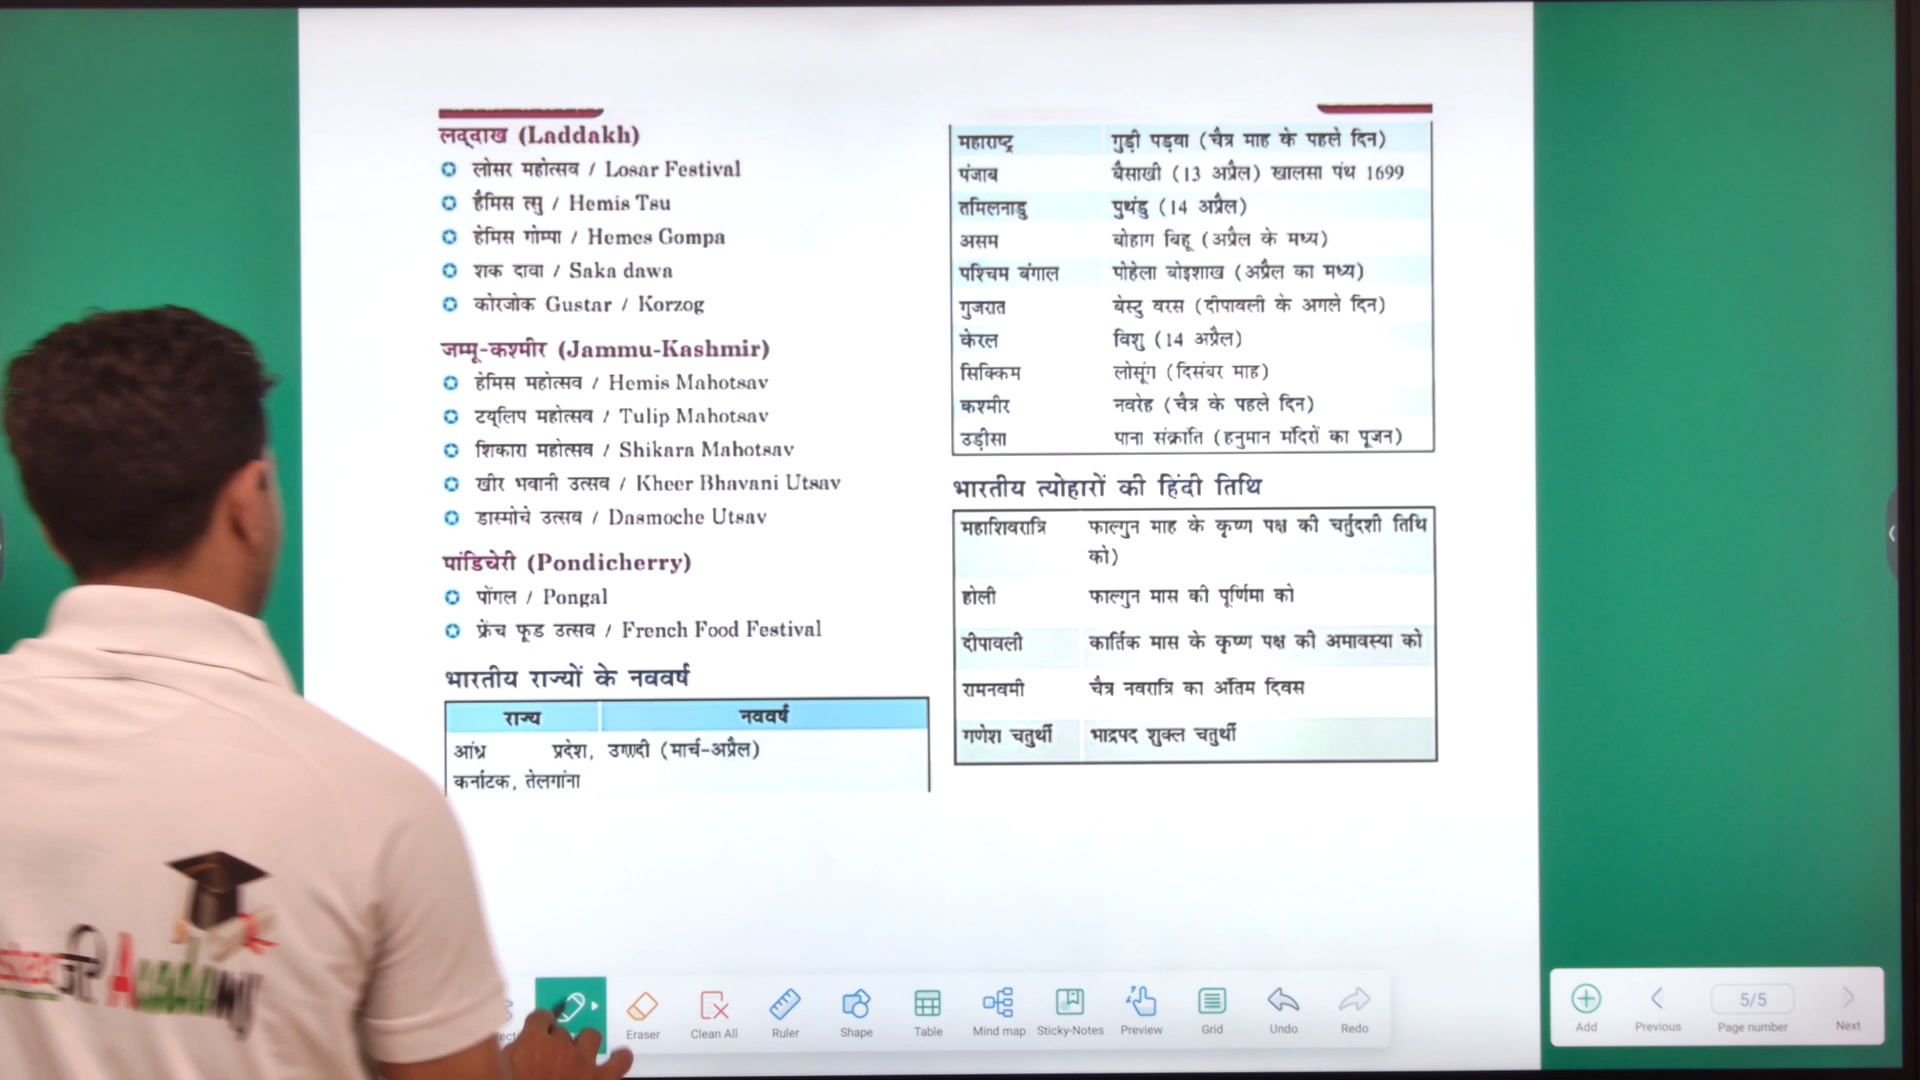 लद्दाख (Laddakh)
लोसर महोत्सव / Losar Festival
हैमिस त्सु / Hemis Tsu
हेमिस गोम्पा / Hemes Gompa
शक दावा / Saka dawa
कोरजोक Gustar / Korzog
जम्मू-कश्मीर (Jammu-Kashmir)
हेमिस महोत्सव / Hemis Mahotsav
टयूलिप महोत्सव / Tulip Mahotsav
शिकारा महोत्सव / Shikara Mahotsav
खीर भवानी उत्सव / Kheer Bhavani Utsav
डास्मोचे उत्सव / Dasmoche Utsav
पांडिचेरी (Pondicherry)
पोंगल / Pongal
फ्रेंच फूड उत्सव / French Food Festival
भारतीय राज्यों के नववर्ष
राज्य नववर्ष
आंध्र प्रदेश, उगादी (मार्च-अप्रैल)
कर्नाटक, तेलगांना
महाराष्ट्र गुड़ी पड़वा (चैत्र माह के पहले दिन)
पंजाब बैसाखी (13 अप्रैल) खालसा पंथ 1699
तमिलनाडु पुथंडु (14 अप्रैल)
असम बोहाग बिहू (अप्रैल के मध्य)
पश्चिम बंगाल पोहेला बोइशाख (अप्रैल का मध्य)
गुजरात बेस्टु वरस (दीपावली के अगले दिन)
केरल विशु (14 अप्रैल)
सिक्किम लोसूंग (दिसंबर माह)
कश्मीर नवरेह (चैत्र के पहले दिन)
उड़ीसा पाना संक्रांति (हनुमान मंदिरों का पूजन)
भारतीय त्योहारों की हिंदी तिथि
महाशिवरात्रि फाल्गुन माह के कृष्ण पक्ष की चर्तुदशी तिथि
को)
होली फाल्गुन मास की पूर्णिमा को
दीपावली कार्तिक मास के कृष्ण पक्ष की अमावस्या को
रामनवमी चैत्र नवरात्रि का अंतिम दिवस
गणेश चतुर्थी भाद्रपद शुक्ल चतुर्थी
Academy
Eraser Clean All Ruler Shape Table Mind map Sticky-Notes Preview Grid Undo Redo
5/5
Add Previous Page number Next